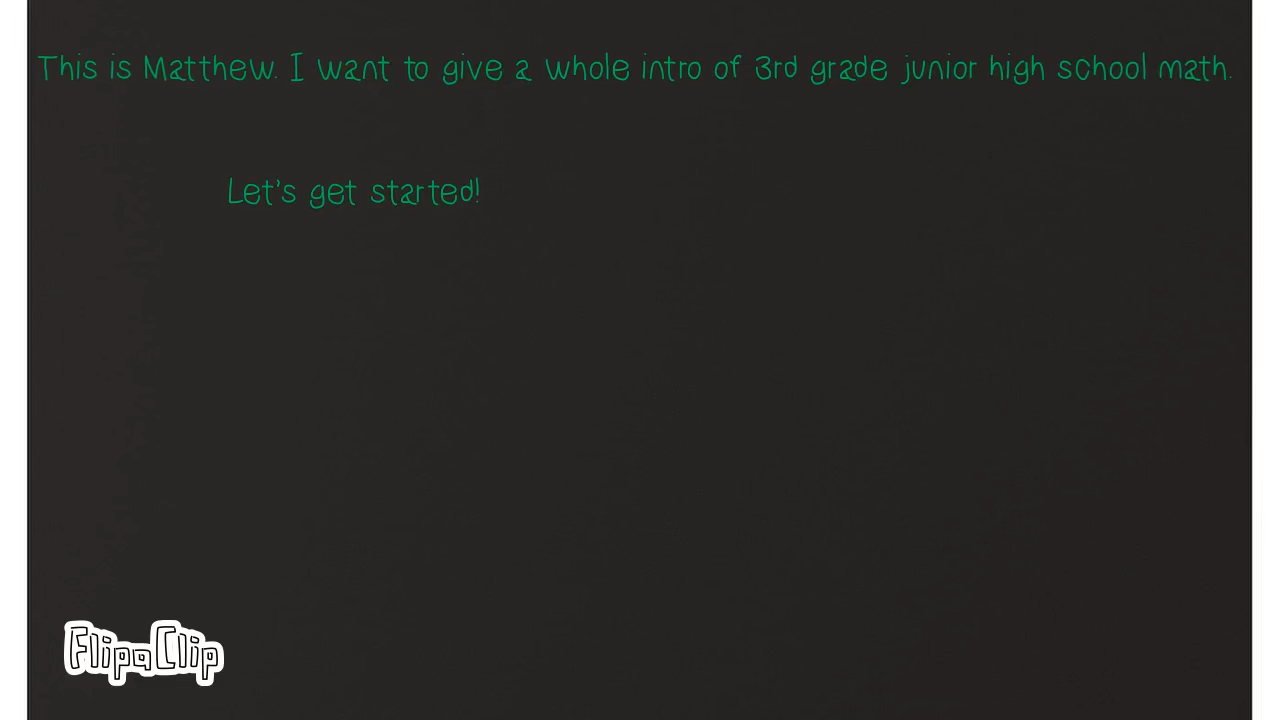 This is Matthew. I want to give a whole intro of 3rd grade junior high school math.
Let's get started!
FlipaClip